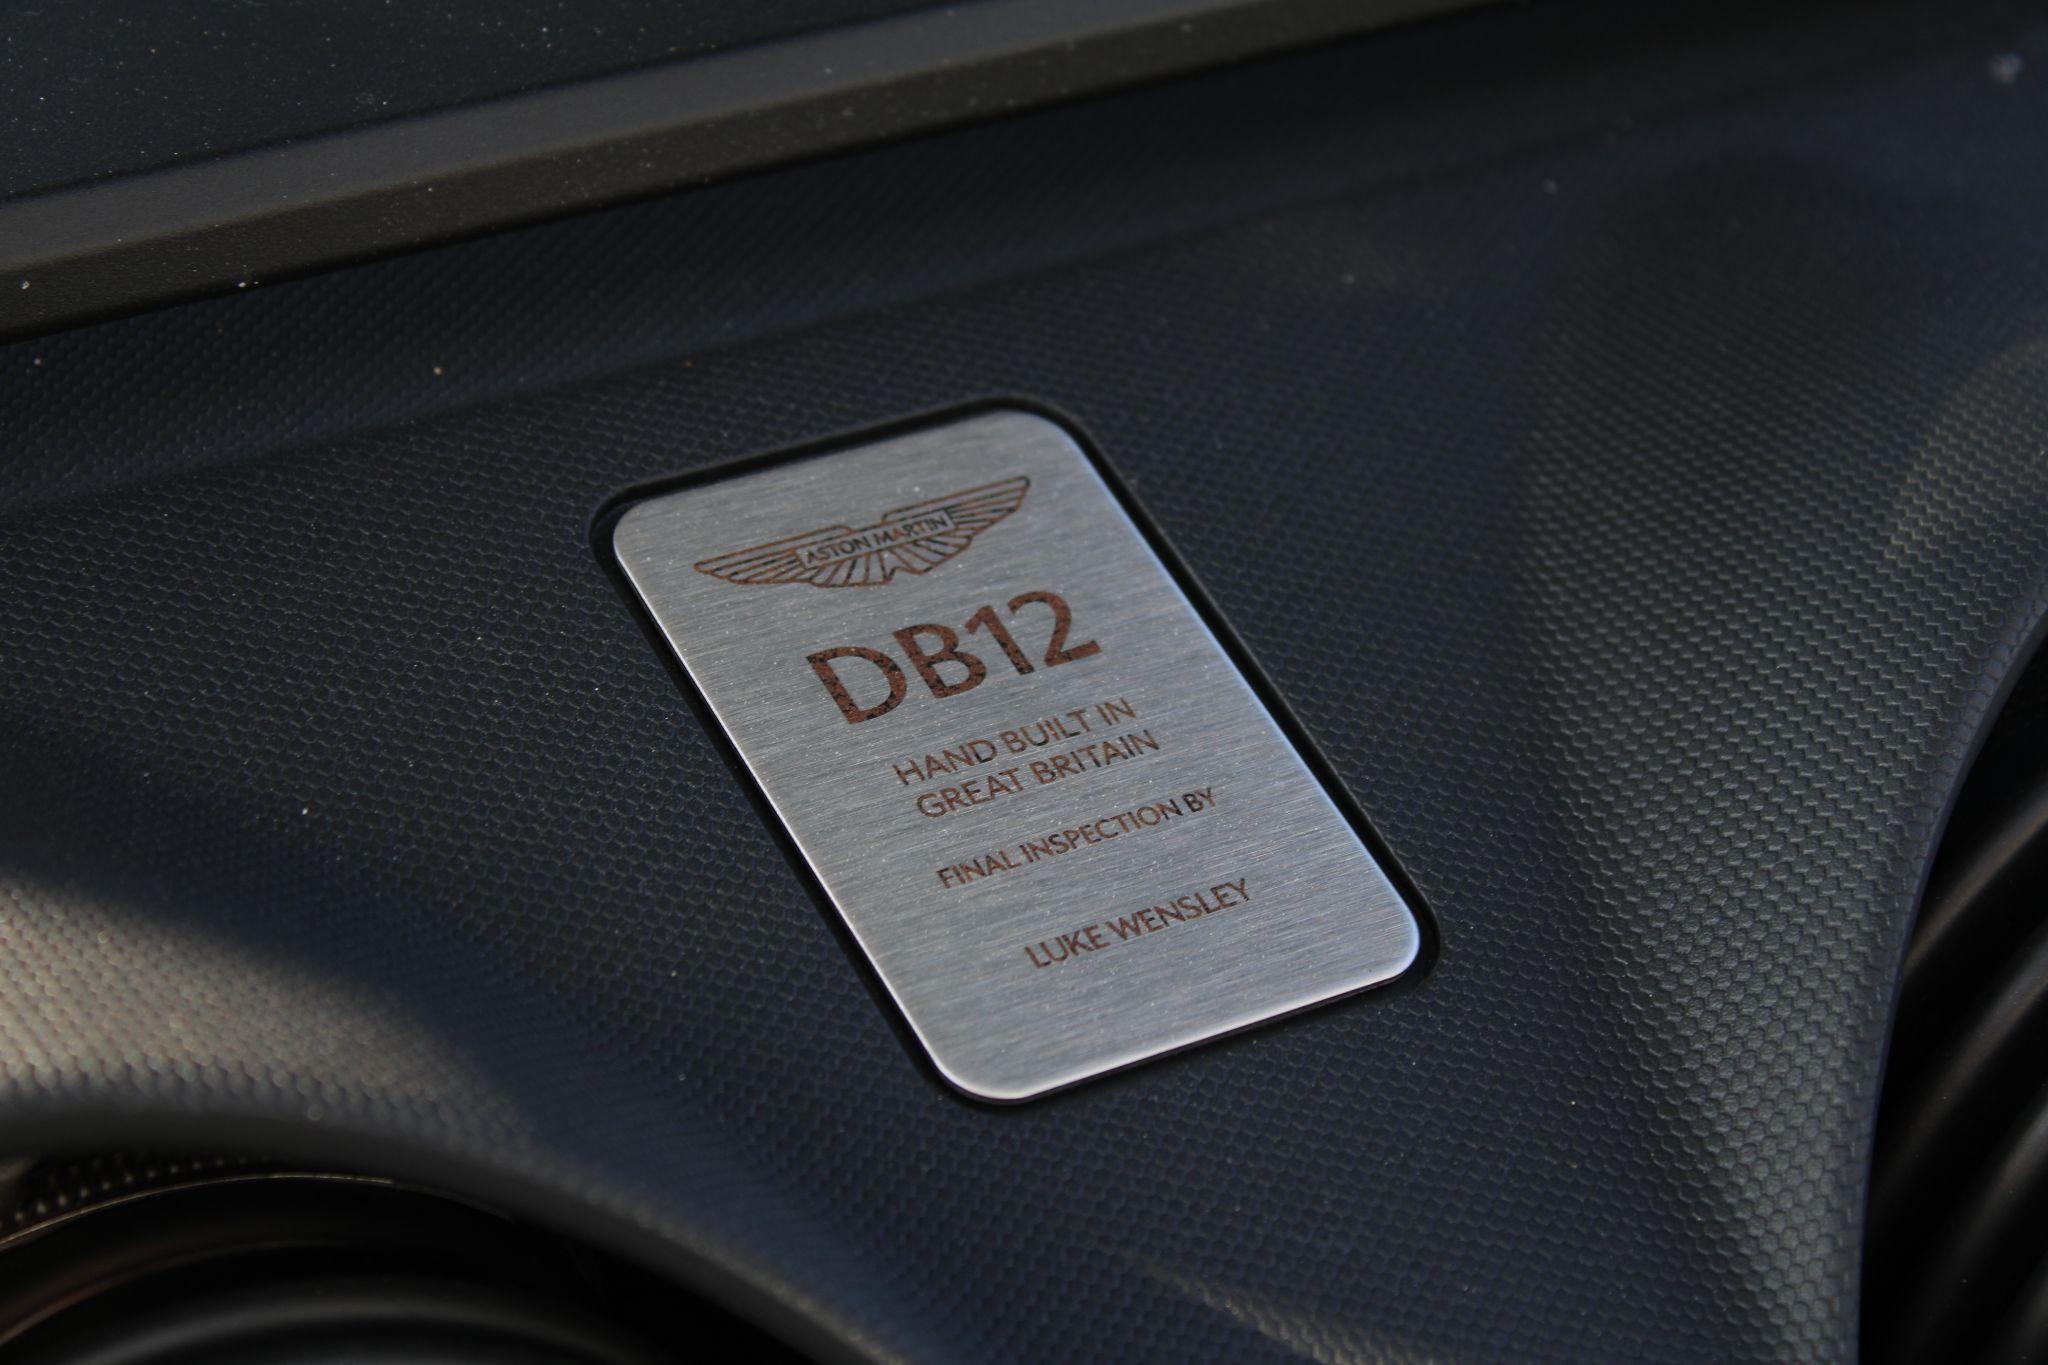 ASTON MARTIN
DB12
HAND BUILT IN
GREAT BRITAIN
FINAL INSPECTION BY
LUKE WENSLEY